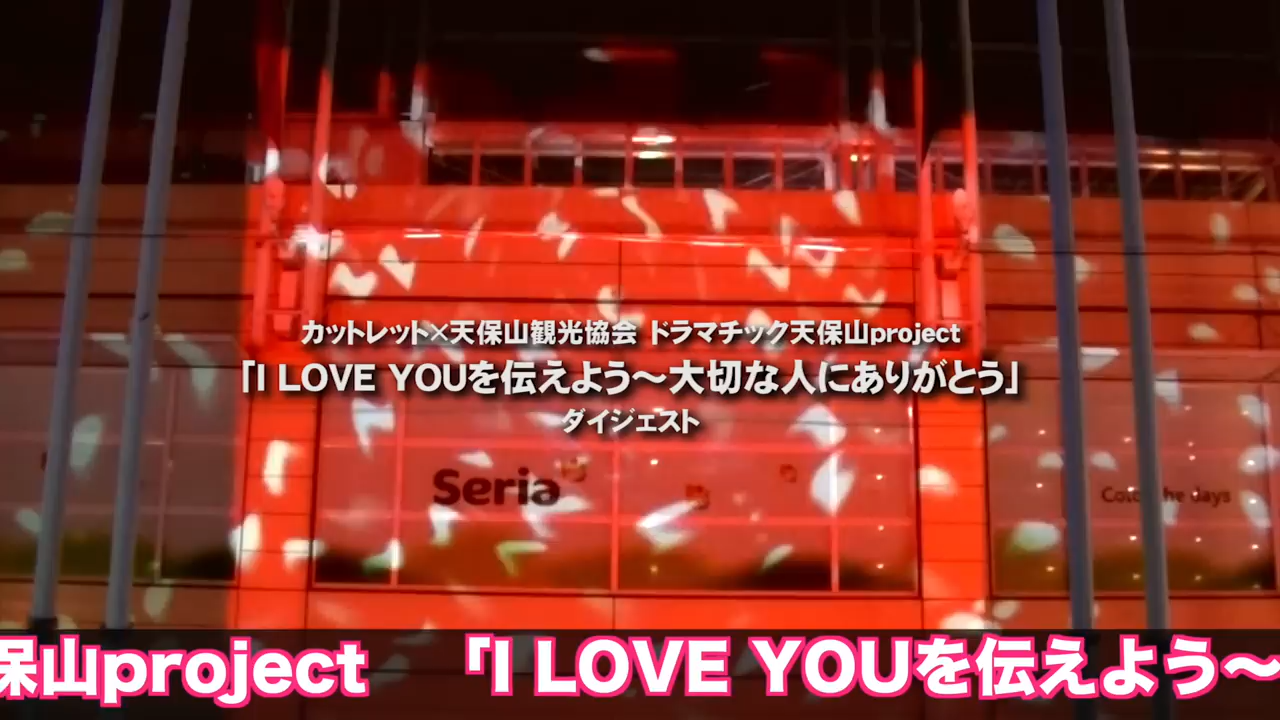 カットレット×天保山観光協会 ドラマチック天保山project
「I LOVE YOUを伝えよう～大切な人にありがとう」
ダイジェスト
Seria
the days
保山project 「I LOVE YOUを伝えよう～